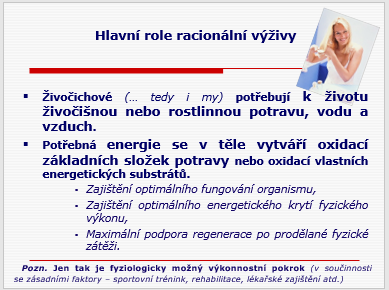 Hlavní role racionální výživy
Živočichové (… tedy i my) potřebují k životu
živočišnou nebo rostlinnou potravu, vodu a
vzduch.
Potřebná energie se v těle vytváří oxidací
základních složek potravy nebo oxidací vlastních
energetických substrátů.
Zajištění optimálního fungování organismu,
Zajištění optimálního energetického krytí fyzického
výkonu,
Maximální podpora regenerace po prodělané fyzické
zátěži.
Pozn. Jen tak je fyziologicky možný výkonnostní pokrok (v součinnosti
se zásadními faktory – sportovní trénink, rehabilitace, lékařské zajištění atd.)